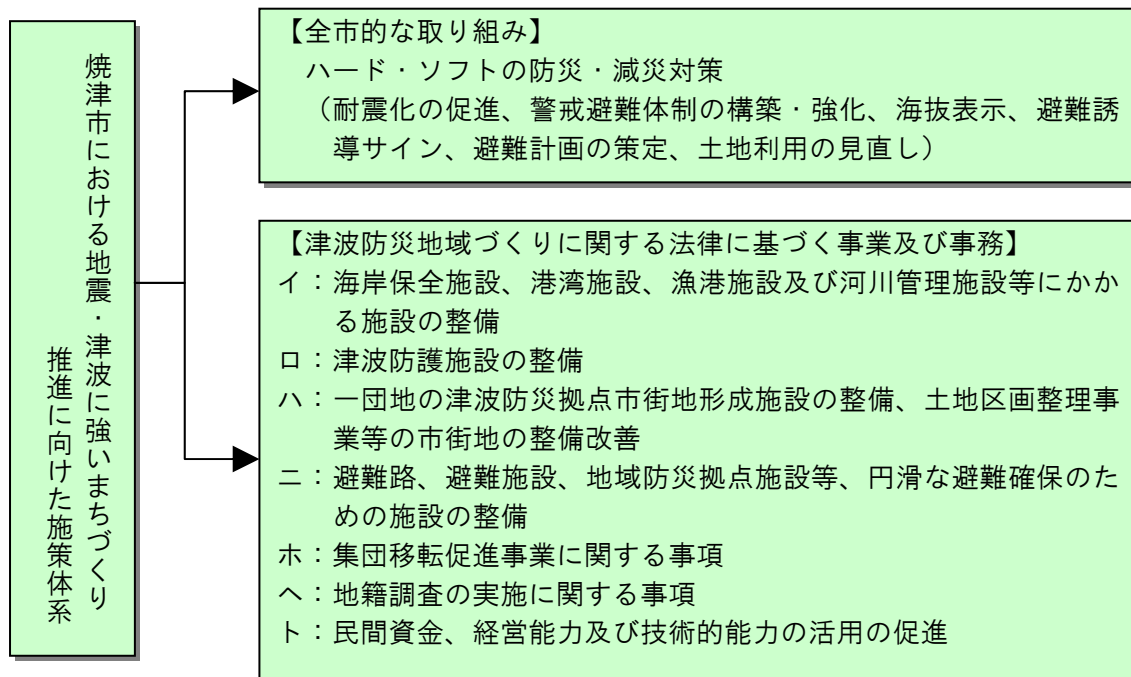 焼津市における地震・津波に強いまちづくり
推進に向けた施策体系
【全市的な取り組み】
ハード・ソフトの防災・減災対策
（耐震化の促進、警戒避難体制の構築・強化、海抜表示、避難誘
導サイン、避難計画の策定、土地利用の見直し）
【津波防災地域づくりに関する法律に基づく事業及び事務】
イ：海岸保全施設、港湾施設、漁港施設及び河川管理施設等にかか
る施設の整備
ロ：津波防護施設の整備
ハ：一団地の津波防災拠点市街地形成施設の整備、土地区画整理事
業等の市街地の整備改善
ニ：避難路、避難施設、地域防災拠点施設等、円滑な避難確保のた
めの施設の整備
ホ：集団移転促進事業に関する事項
ヘ：地籍調査の実施に関する事項
ト：民間資金、経営能力及び技術的能力の活用の促進